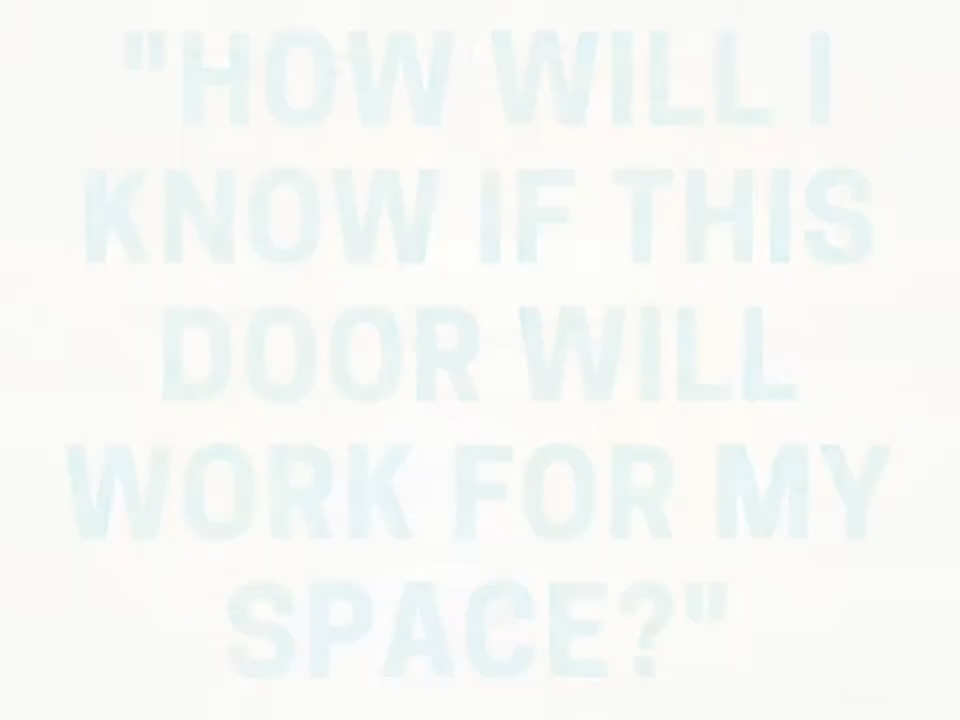 "HOW WILL I
KNOW IF THIS
DOOR WILL
WORK FOR MY
SPACE?"